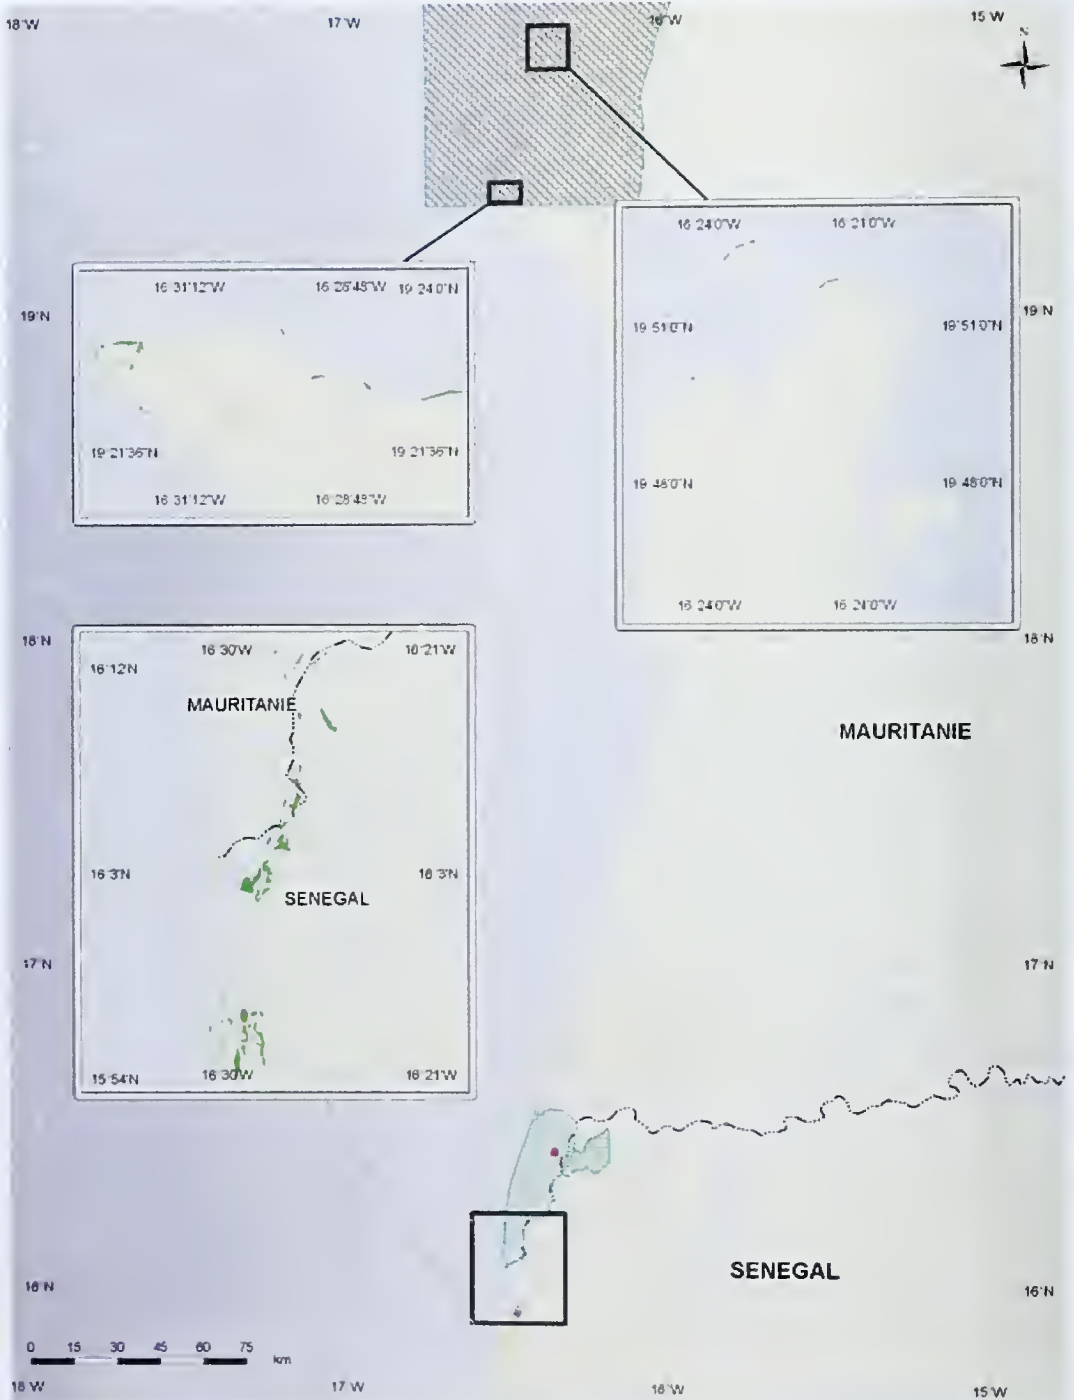 18°W 17°W 16°W 15°W
N
16°24'0"W 16°21'0"W
16°31'12"W 16°28'48"W 19°24'0"N
19°N 19°N
19°51'0"N 19°51'0"N
19°21'36"N 19°21'36"N
19°48'0"N 19°48'0"N
16°31'12"W 16°28'48"W
16°24'0"W 16°24'0"W
18°N 18°N
16°30'W 16°21'W
16°12'N
MAURITANIE
MAURITANIE
16°3'N 16°3'N
SENEGAL
17°N 17°N
15°54'N 16°30'W 16°21'W
SENEGAL
16°N 16°N
0 15 30 45 60 75
km
18°W 17°W 16°W 15°W